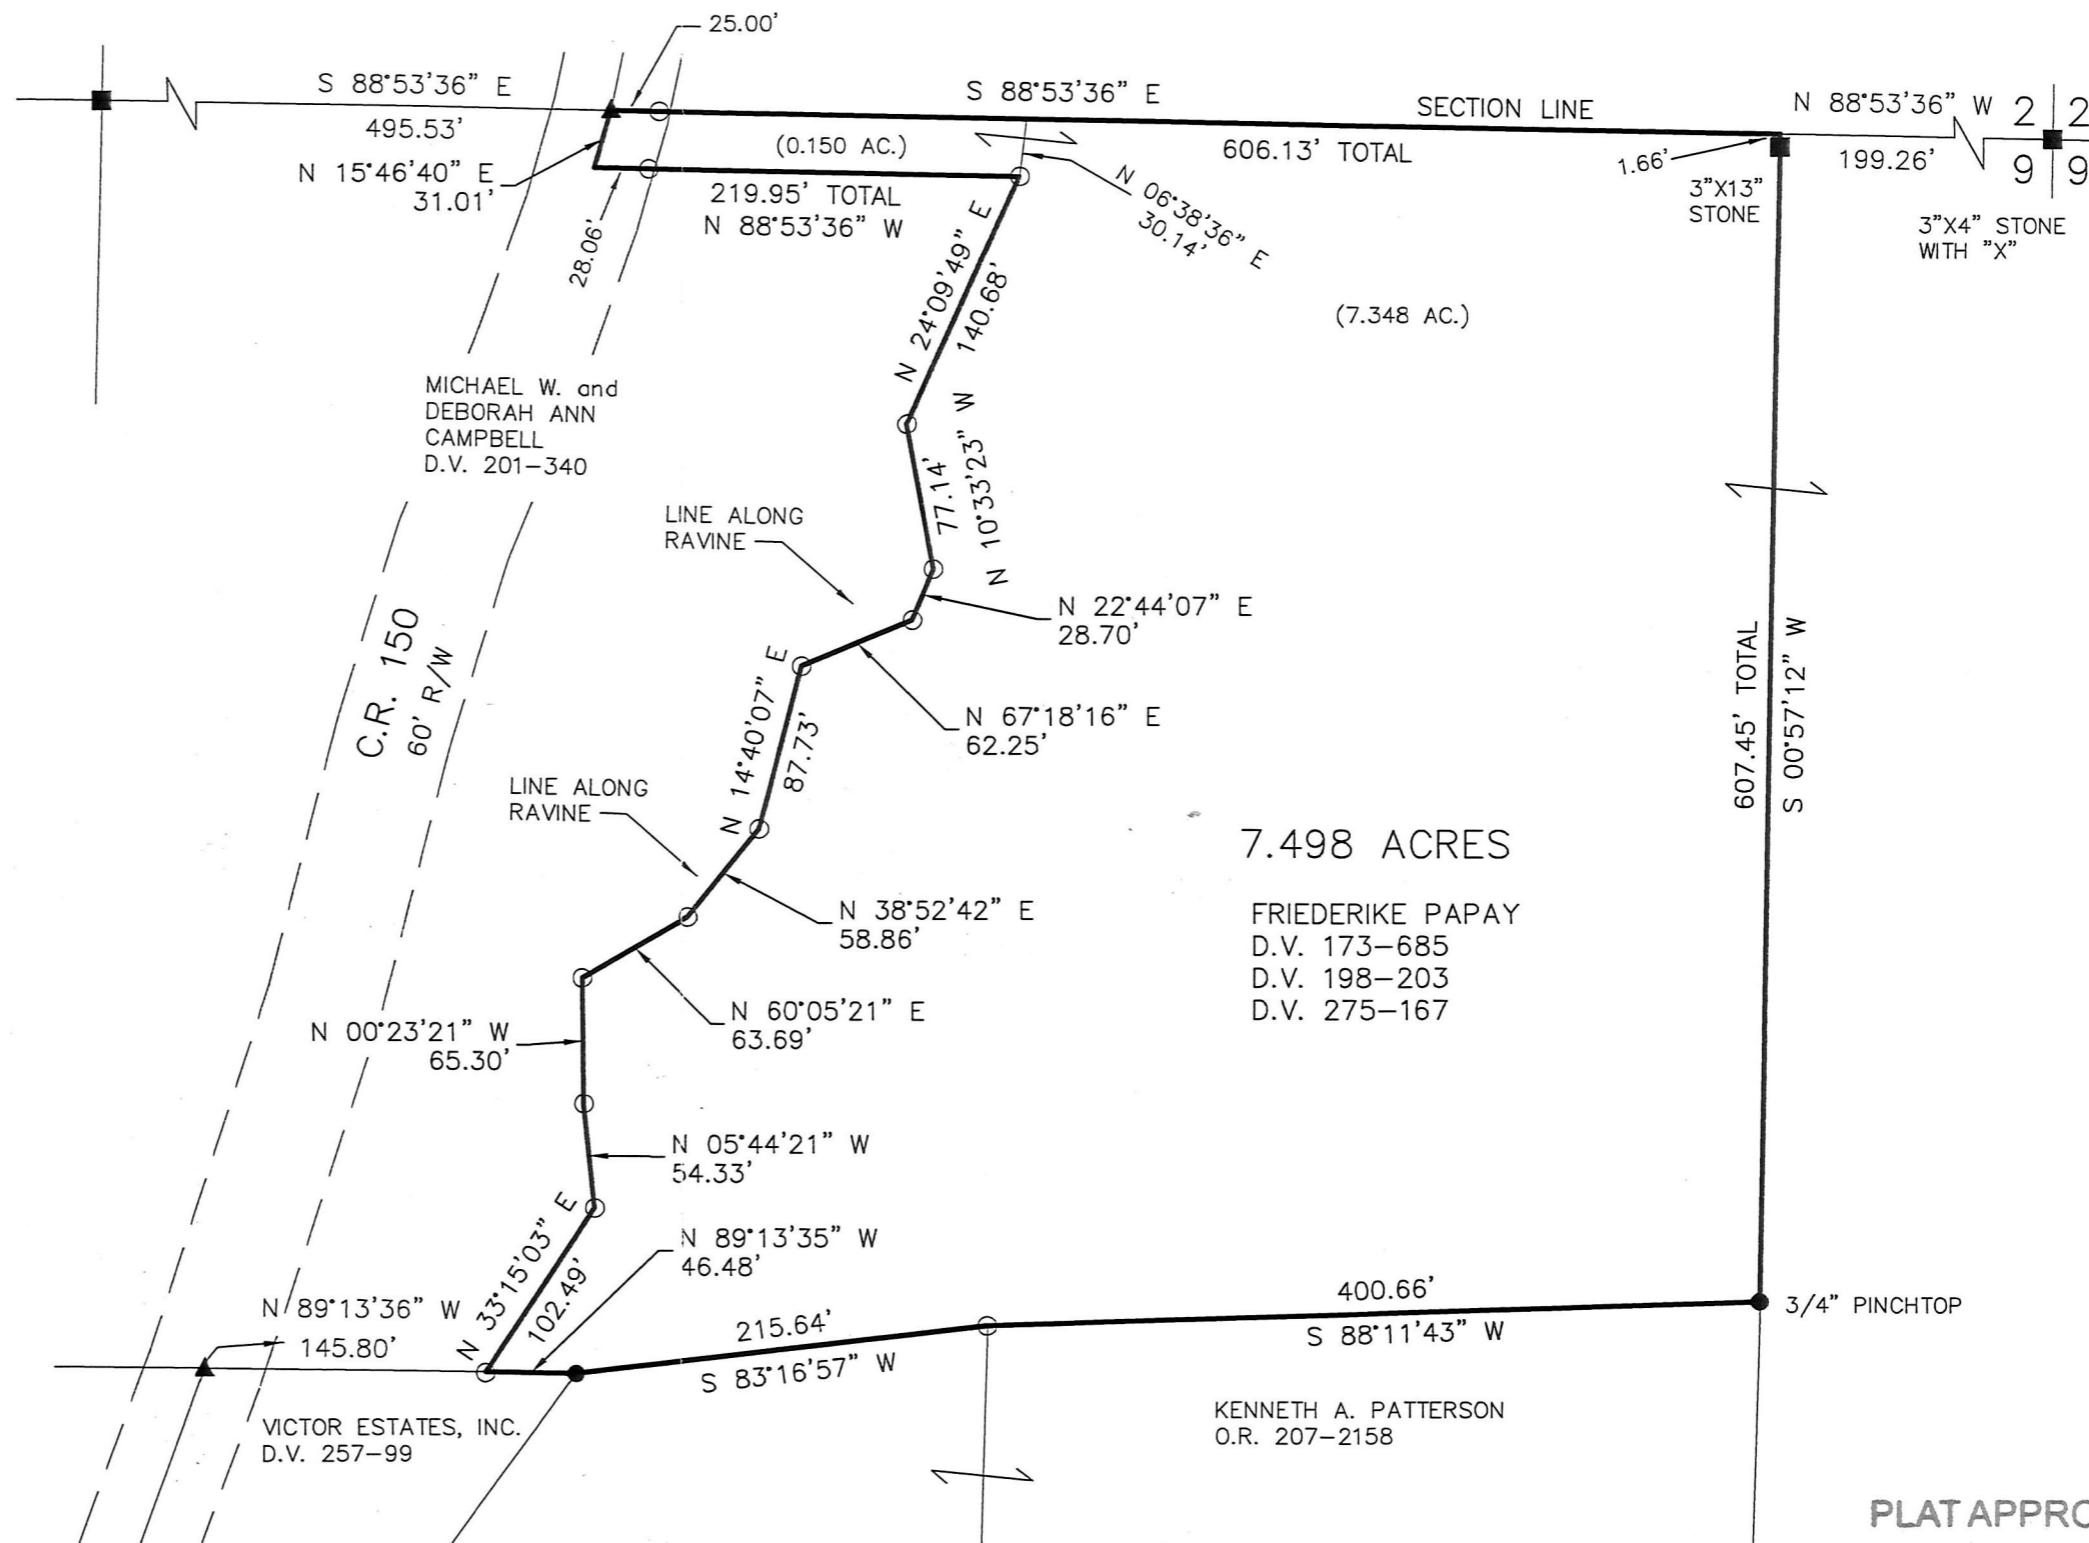 25.00'
S 88°53'36" E
495.53'
S 88°53'36" E
SECTION LINE
606.13' TOTAL
N 88°53'36" W
199.26'
1.66'
2 2
9 9
3"X13"
STONE
3"X4" STONE
WITH "X"
N 15°46'40" E
31.01'
(0.150 AC.)
219.95' TOTAL
N 88°53'36" W
28.06'
N 06°38'36" E
30.14'
N 24°09'49" E
140.68'
(7.348 AC.)
MICHAEL W. and
DEBORAH ANN
CAMPBELL
D.V. 201-340
N 10°33'23" W
77.14'
LINE ALONG
RAVINE
N 22°44'07" E
28.70'
C.R. 150
60' R/W
N 67°18'16" E
62.25'
N 14°40'07" E
87.73'
607.45' TOTAL
S 00°57'12" W
LINE ALONG
RAVINE
7.498 ACRES
N 38°52'42" E
58.86'
FRIEDERIKE PAPAY
D.V. 173-685
D.V. 198-203
D.V. 275-167
N 60°05'21" E
63.69'
N 00°23'21" W
65.30'
N 05°44'21" W
54.33'
N 33°15'03" E
102.49'
N 89°13'35" W
46.48'
N 89°13'36" W
145.80'
215.64'
S 83°16'57" W
400.66'
S 88°11'43" W
3/4" PINCHTOP
VICTOR ESTATES, INC.
D.V. 257-99
KENNETH A. PATTERSON
O.R. 207-2158
PLAT APPRO